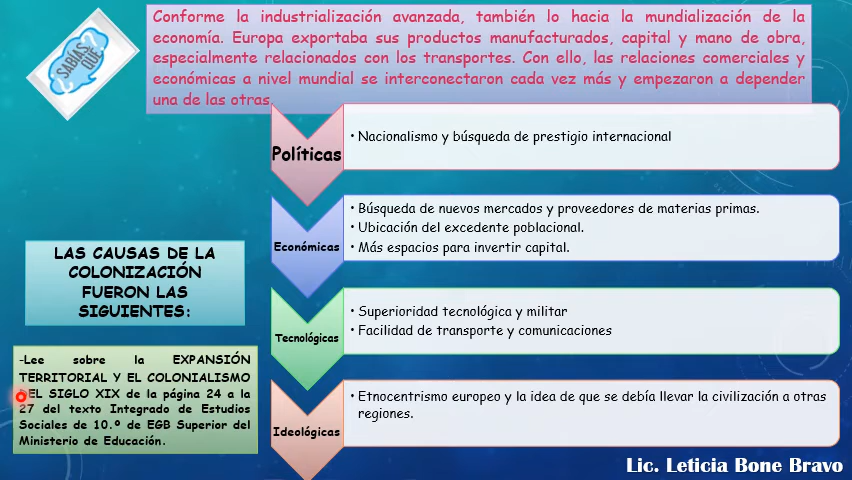 ¿SABÍAS QUÉ?
Conforme la industrialización avanzada, también lo hacia la mundialización de la
economía. Europa exportaba sus productos manufacturados, capital y mano de obra,
especialmente relacionados con los transportes. Con ello, las relaciones comerciales y
económicas a nivel mundial se interconectaron cada vez más y empezaron a depender
una de las otras.
Políticas
• Nacionalismo y búsqueda de prestigio internacional
Económicas
• Búsqueda de nuevos mercados y proveedores de materias primas.
• Ubicación del excedente poblacional.
• Más espacios para invertir capital.
LAS CAUSAS DE LA
COLONIZACIÓN
FUERON LAS
SIGUIENTES:
Tecnológicas
• Superioridad tecnológica y militar
• Facilidad de transporte y comunicaciones
-Lee sobre la EXPANSIÓN
TERRITORIAL Y EL COLONIALISMO
DEL SIGLO XIX de la página 24 a la
27 del texto Integrado de Estudios
Sociales de 10.º de EGB Superior del
Ministerio de Educación.
Ideológicas
• Etnocentrismo europeo y la idea de que se debía llevar la civilización a otras
regiones.
Lic. Leticia Bone Bravo